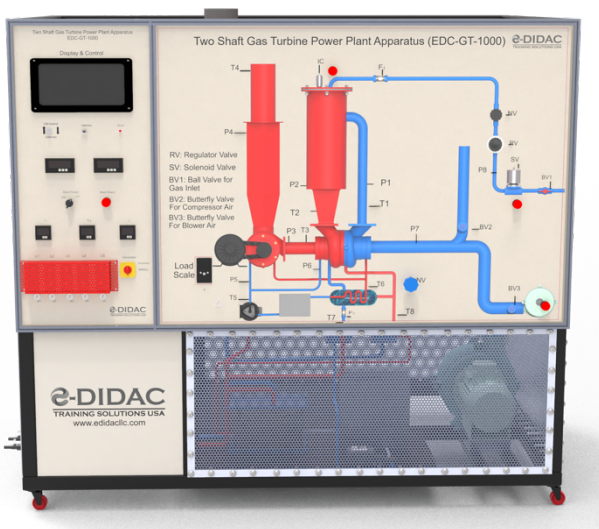 Two Shaft Gas Turbine Power Plant Apparatus
EDC-GT-1000
Display & Control
e-DIDAC
Two Shaft Gas Turbine Power Plant Apparatus (EDC-GT-1000)
e-DIDAC
TRAINING SOLUTIONS USA
T4
IC
P4
RV: Regulator Valve
SV: Solenoid Valve
BV1: Ball Valve for
Gas Inlet
BV2: Butterfly Valve
For Compressor Air
BV3: Butterfly Valve
For Blower Air
NV
RV
SV
P8
BV1
P2
P1
T2
T1
P3
T3
P7
BV2
Load
Scale
P6
P5
T5
T6
NV
BV3
T7
T8
e-DIDAC
TRAINING SOLUTIONS USA
www.edidacllc.com